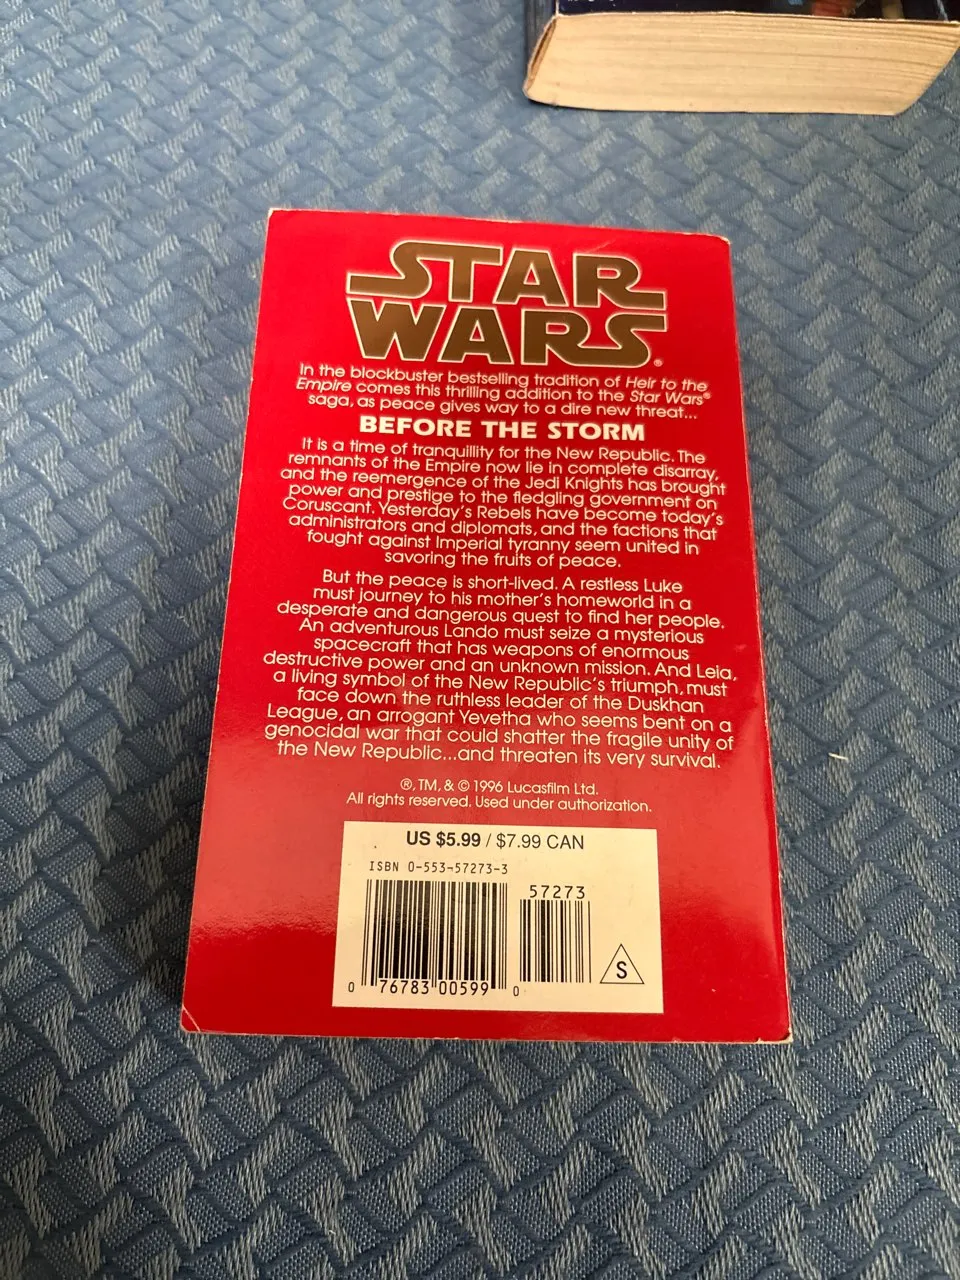 STAR
WARS®
In the blockbuster bestselling tradition of Heir to the
Empire comes this thrilling addition to the Star Wars®
saga, as peace gives way to a dire new threat...
BEFORE THE STORM
It is a time of tranquillity for the New Republic. The
remnants of the Empire now lie in complete disarray,
and the reemergence of the Jedi Knights has brought
power and prestige to the fledgling government on
Coruscant. Yesterday's Rebels have become today's
administrators and diplomats, and the factions that
fought against Imperial tyranny seem united in
savoring the fruits of peace.
But the peace is short-lived. A restless Luke
must journey to his mother's homeworld in a
desperate and dangerous quest to find her people.
An adventurous Lando must seize a mysterious
spacecraft that has weapons of enormous
destructive power and an unknown mission. And Leia,
a living symbol of the New Republic's triumph, must
face down the ruthless leader of the Duskhan
League, an arrogant Yevetha who seems bent on a
genocidal war that could shatter the fragile unity of
the New Republic...and threaten its very survival.
®, TM, & © 1996 Lucasfilm Ltd.
All rights reserved. Used under authorization.
US $5.99 / $7.99 CAN
ISBN 0-553-57273-3
57273
0 76783 00599 0
S